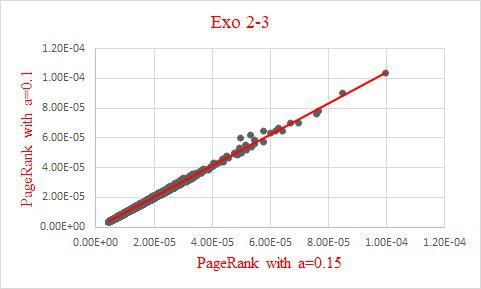 Exo 2-3
1.20E-04
1.00E-04
8.00E-05
6.00E-05
4.00E-05
2.00E-05
0.00E+00
PageRank with a=0.1
0.00E+00 2.00E-05 4.00E-05 6.00E-05 8.00E-05 1.00E-04 1.20E-04
PageRank with a=0.15